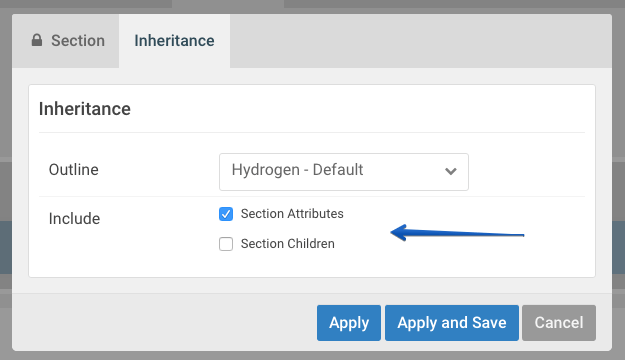 Section Inheritance
Inheritance
Outline Hydrogen - Default
Include Section Attributes
Section Children
Apply Apply and Save Cancel